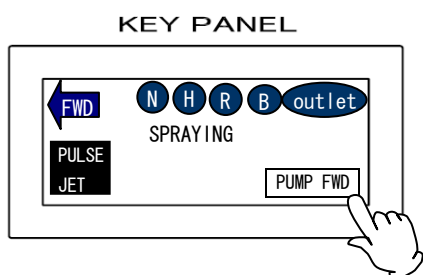 KEY PANEL
FWD N H R B outlet
SPRAYING
PULSE
JET
PUMP FWD